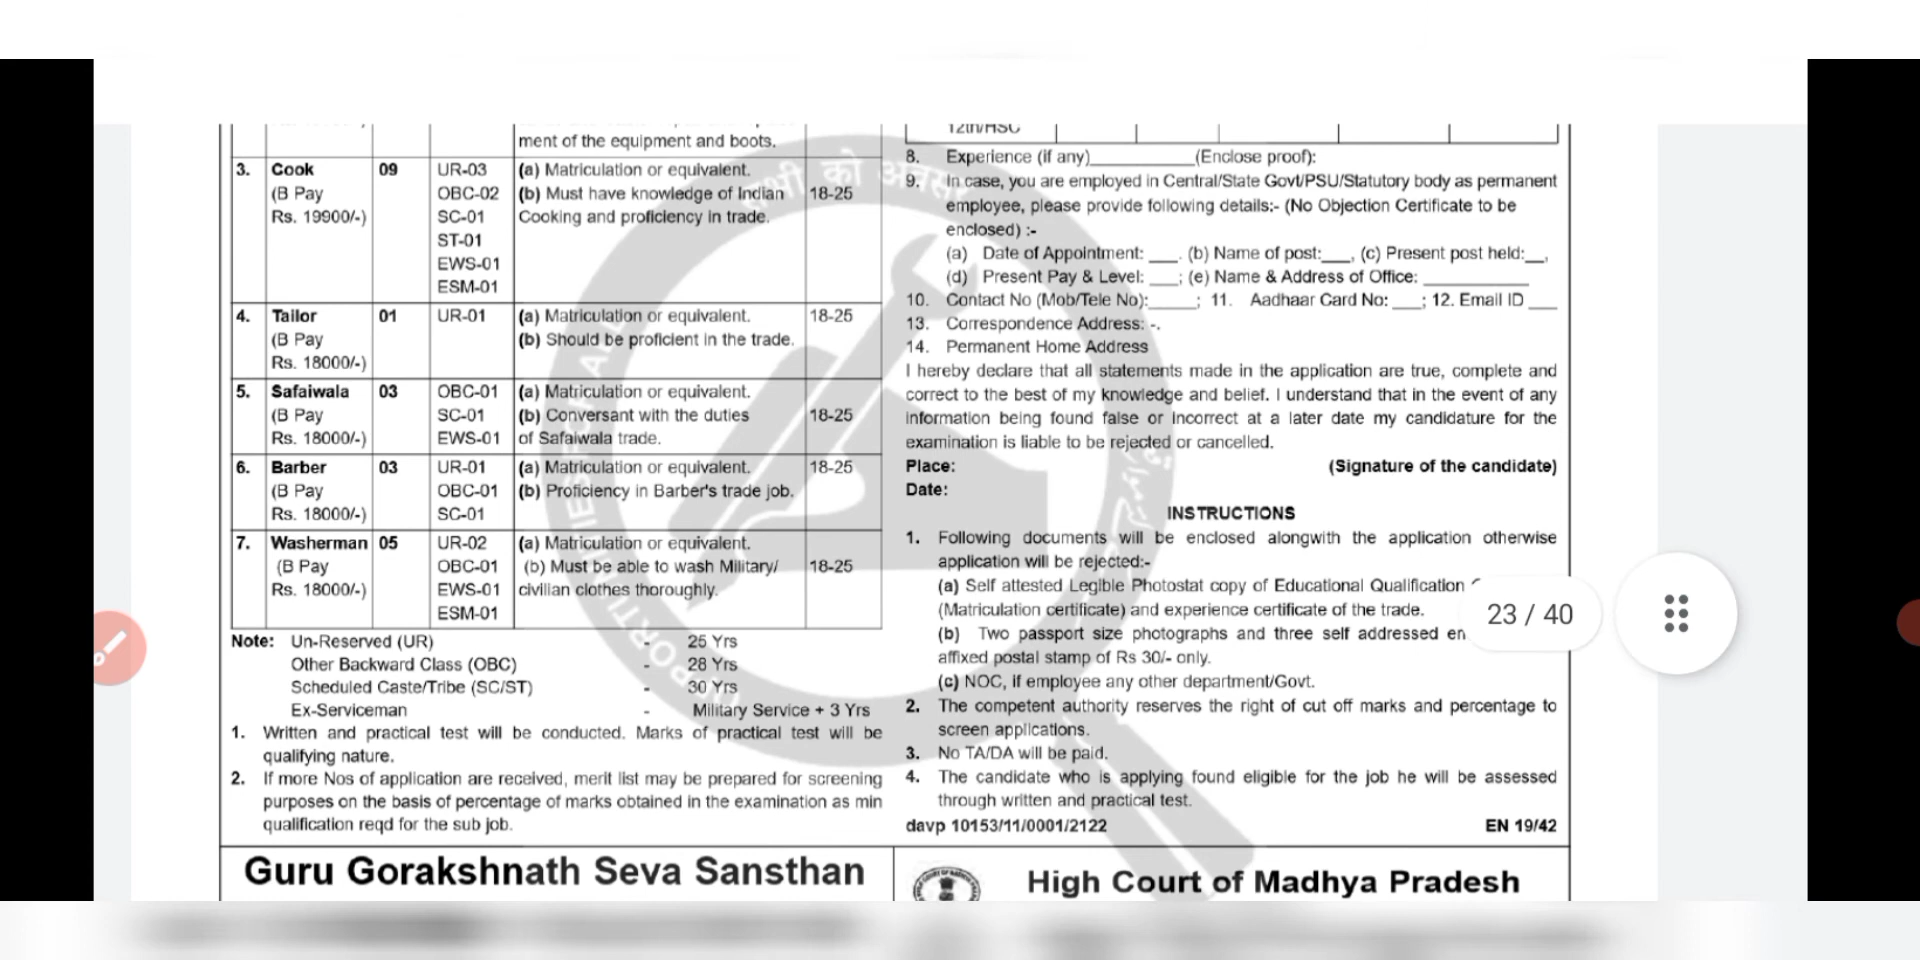 ment of the equipment and boots.
3. Cook 09 UR-03 (a) Matriculation or equivalent.
(B Pay OBC-02 (b) Must have knowledge of Indian 18-25
Rs. 19900/-) SC-01 Cooking and proficiency in trade.
ST-01
EWS-01
ESM-01
4. Tailor 01 UR-01 (a) Matriculation or equivalent. 18-25
(B Pay (b) Should be proficient in the trade.
Rs. 18000/-)
5. Safaiwala 03 OBC-01 (a) Matriculation or equivalent.
(B Pay SC-01 (b) Conversant with the duties 18-25
Rs. 18000/-) EWS-01 of Safaiwala trade.
6. Barber 03 UR-01 (a) Matriculation or equivalent. 18-25
(B Pay OBC-01 (b) Proficiency in Barber's trade job.
Rs. 18000/-) SC-01
7. Washerman 05 UR-02 (a) Matriculation or equivalent.
(B Pay OBC-01 (b) Must be able to wash Military/ 18-25
Rs. 18000/-) EWS-01 civilian clothes thoroughly.
ESM-01
Note: Un-Reserved (UR) - 25 Yrs
Other Backward Class (OBC) - 28 Yrs
Scheduled Caste/Tribe (SC/ST) - 30 Yrs
Ex-Serviceman - Military Service + 3 Yrs
1. Written and practical test will be conducted. Marks of practical test will be
qualifying nature.
2. If more Nos of application are received, merit list may be prepared for screening
purposes on the basis of percentage of marks obtained in the examination as min
qualification reqd for the sub job.
12th/HSC
8. Experience (if any)__________(Enclose proof):
9. In case, you are employed in Central/State Govt/PSU/Statutory body as permanent
employee, please provide following details:- (No Objection Certificate to be
enclosed) :-
(a) Date of Appointment: ___. (b) Name of post:___, (c) Present post held:__,
(d) Present Pay & Level: ___; (e) Name & Address of Office: __________
10. Contact No (Mob/Tele No):_____; 11. Aadhaar Card No: ___; 12. Email ID ___
13. Correspondence Address: -.
14. Permanent Home Address
I hereby declare that all statements made in the application are true, complete and
correct to the best of my knowledge and belief. I understand that in the event of any
information being found false or incorrect at a later date my candidature for the
examination is liable to be rejected or cancelled.
Place: (Signature of the candidate)
Date:
INSTRUCTIONS
1. Following documents will be enclosed alongwith the application otherwise
application will be rejected:-
(a) Self attested Legible Photostat copy of Educational Qualification
(Matriculation certificate) and experience certificate of the trade.
(b) Two passport size photographs and three self addressed en
affixed postal stamp of Rs 30/- only.
(c) NOC, if employee any other department/Govt.
2. The competent authority reserves the right of cut off marks and percentage to
screen applications.
3. No TA/DA will be paid.
4. The candidate who is applying found eligible for the job he will be assessed
through written and practical test.
davp 10153/11/0001/2122 EN 19/42
23 / 40
Guru Gorakshnath Seva Sansthan
High Court of Madhya Pradesh